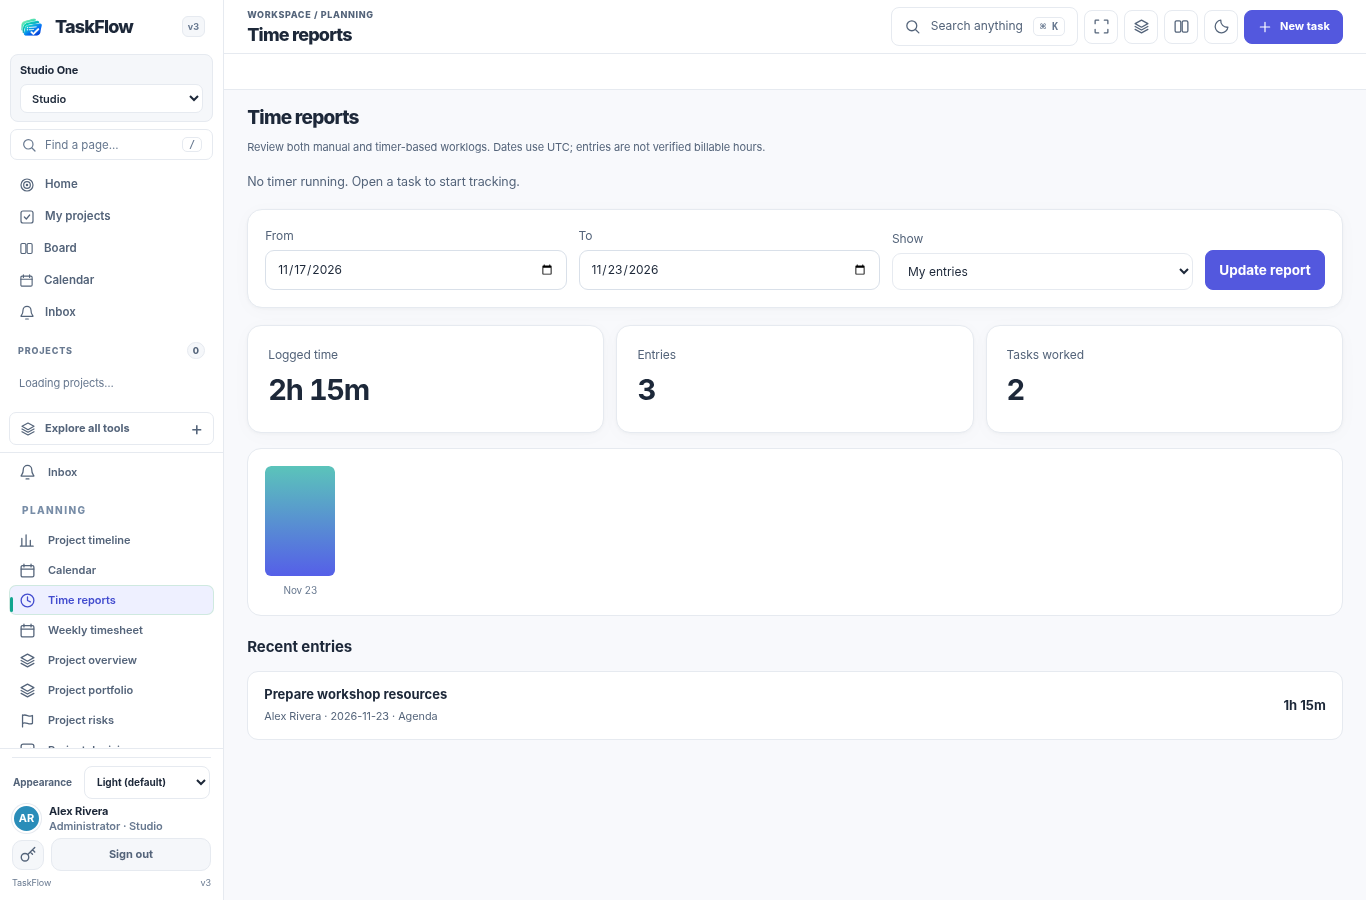 TaskFlow
v3
Studio One
Studio
Find a page...
/
Home
My projects
Board
Calendar
Inbox
PROJECTS
0
Loading projects...
Explore all tools
+
Inbox
PLANNING
Project timeline
Calendar
Time reports
Weekly timesheet
Project overview
Project portfolio
Project risks
Appearance
Light (default)
AR
Alex Rivera
Administrator · Studio
Sign out
TaskFlow
v3
WORKSPACE / PLANNING
Time reports
Search anything
⌘ K
+ New task
Time reports
Review both manual and timer-based worklogs. Dates use UTC; entries are not verified billable hours.
No timer running. Open a task to start tracking.
From
11/17/2026
To
11/23/2026
Show
My entries
Update report
Logged time
2h 15m
Entries
3
Tasks worked
2
Nov 23
Recent entries
Prepare workshop resources
Alex Rivera · 2026-11-23 · Agenda
1h 15m